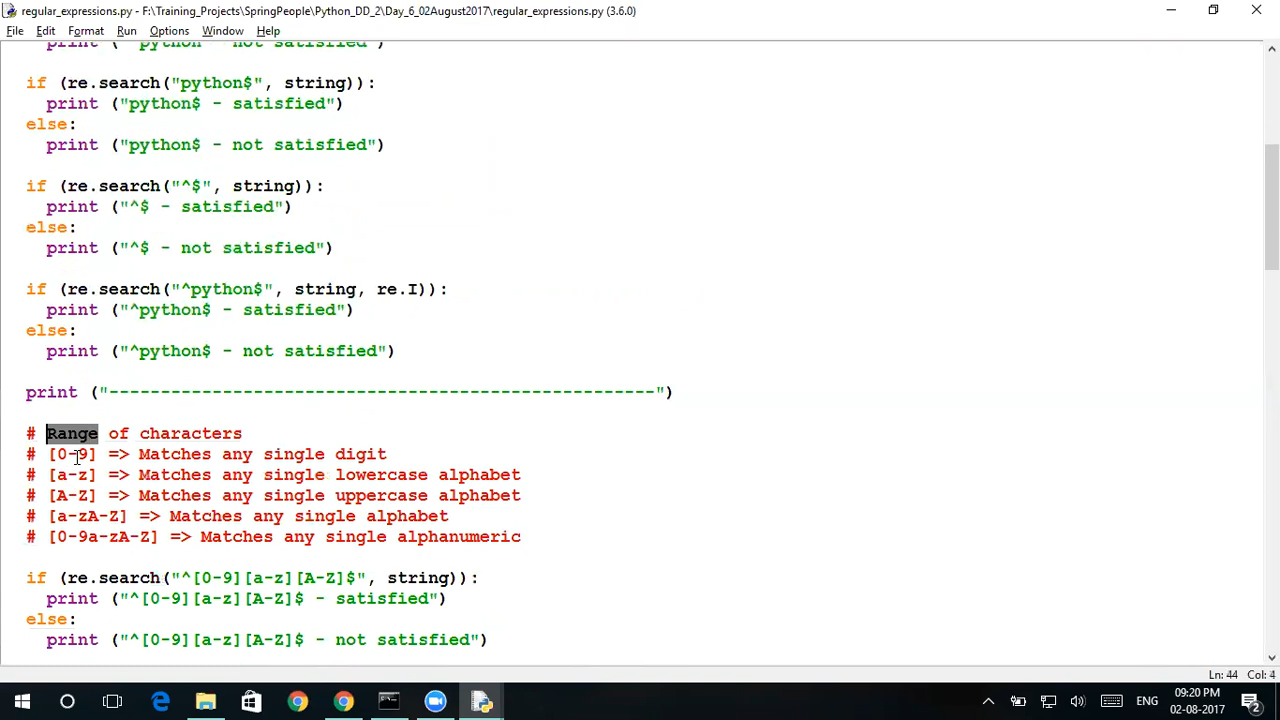 regular_expressions.py - F:\Training_Projects\SpringPeople\Python_DD_2\Day_6_02August2017\regular_expressions.py (3.6.0)
File Edit Format Run Options Window Help
print ("^python - not satisfied")
if (re.search("python$", string)):
print ("python$ - satisfied")
else:
print ("python$ - not satisfied")
if (re.search("^$", string)):
print ("^$ - satisfied")
else:
print ("^$ - not satisfied")
if (re.search("^python$", string, re.I)):
print ("^python$ - satisfied")
else:
print ("^python$ - not satisfied")
print ("-----------------------------------------------------")
# Range of characters
# [0-9] => Matches any single digit
# [a-z] => Matches any single lowercase alphabet
# [A-Z] => Matches any single uppercase alphabet
# [a-zA-Z] => Matches any single alphabet
# [0-9a-zA-Z] => Matches any single alphanumeric
if (re.search("^[0-9][a-z][A-Z]$", string)):
print ("^[0-9][a-z][A-Z]$ - satisfied")
else:
print ("^[0-9][a-z][A-Z]$ - not satisfied")
Ln: 44 Col: 4
ENG
09:20 PM
02-08-2017
2